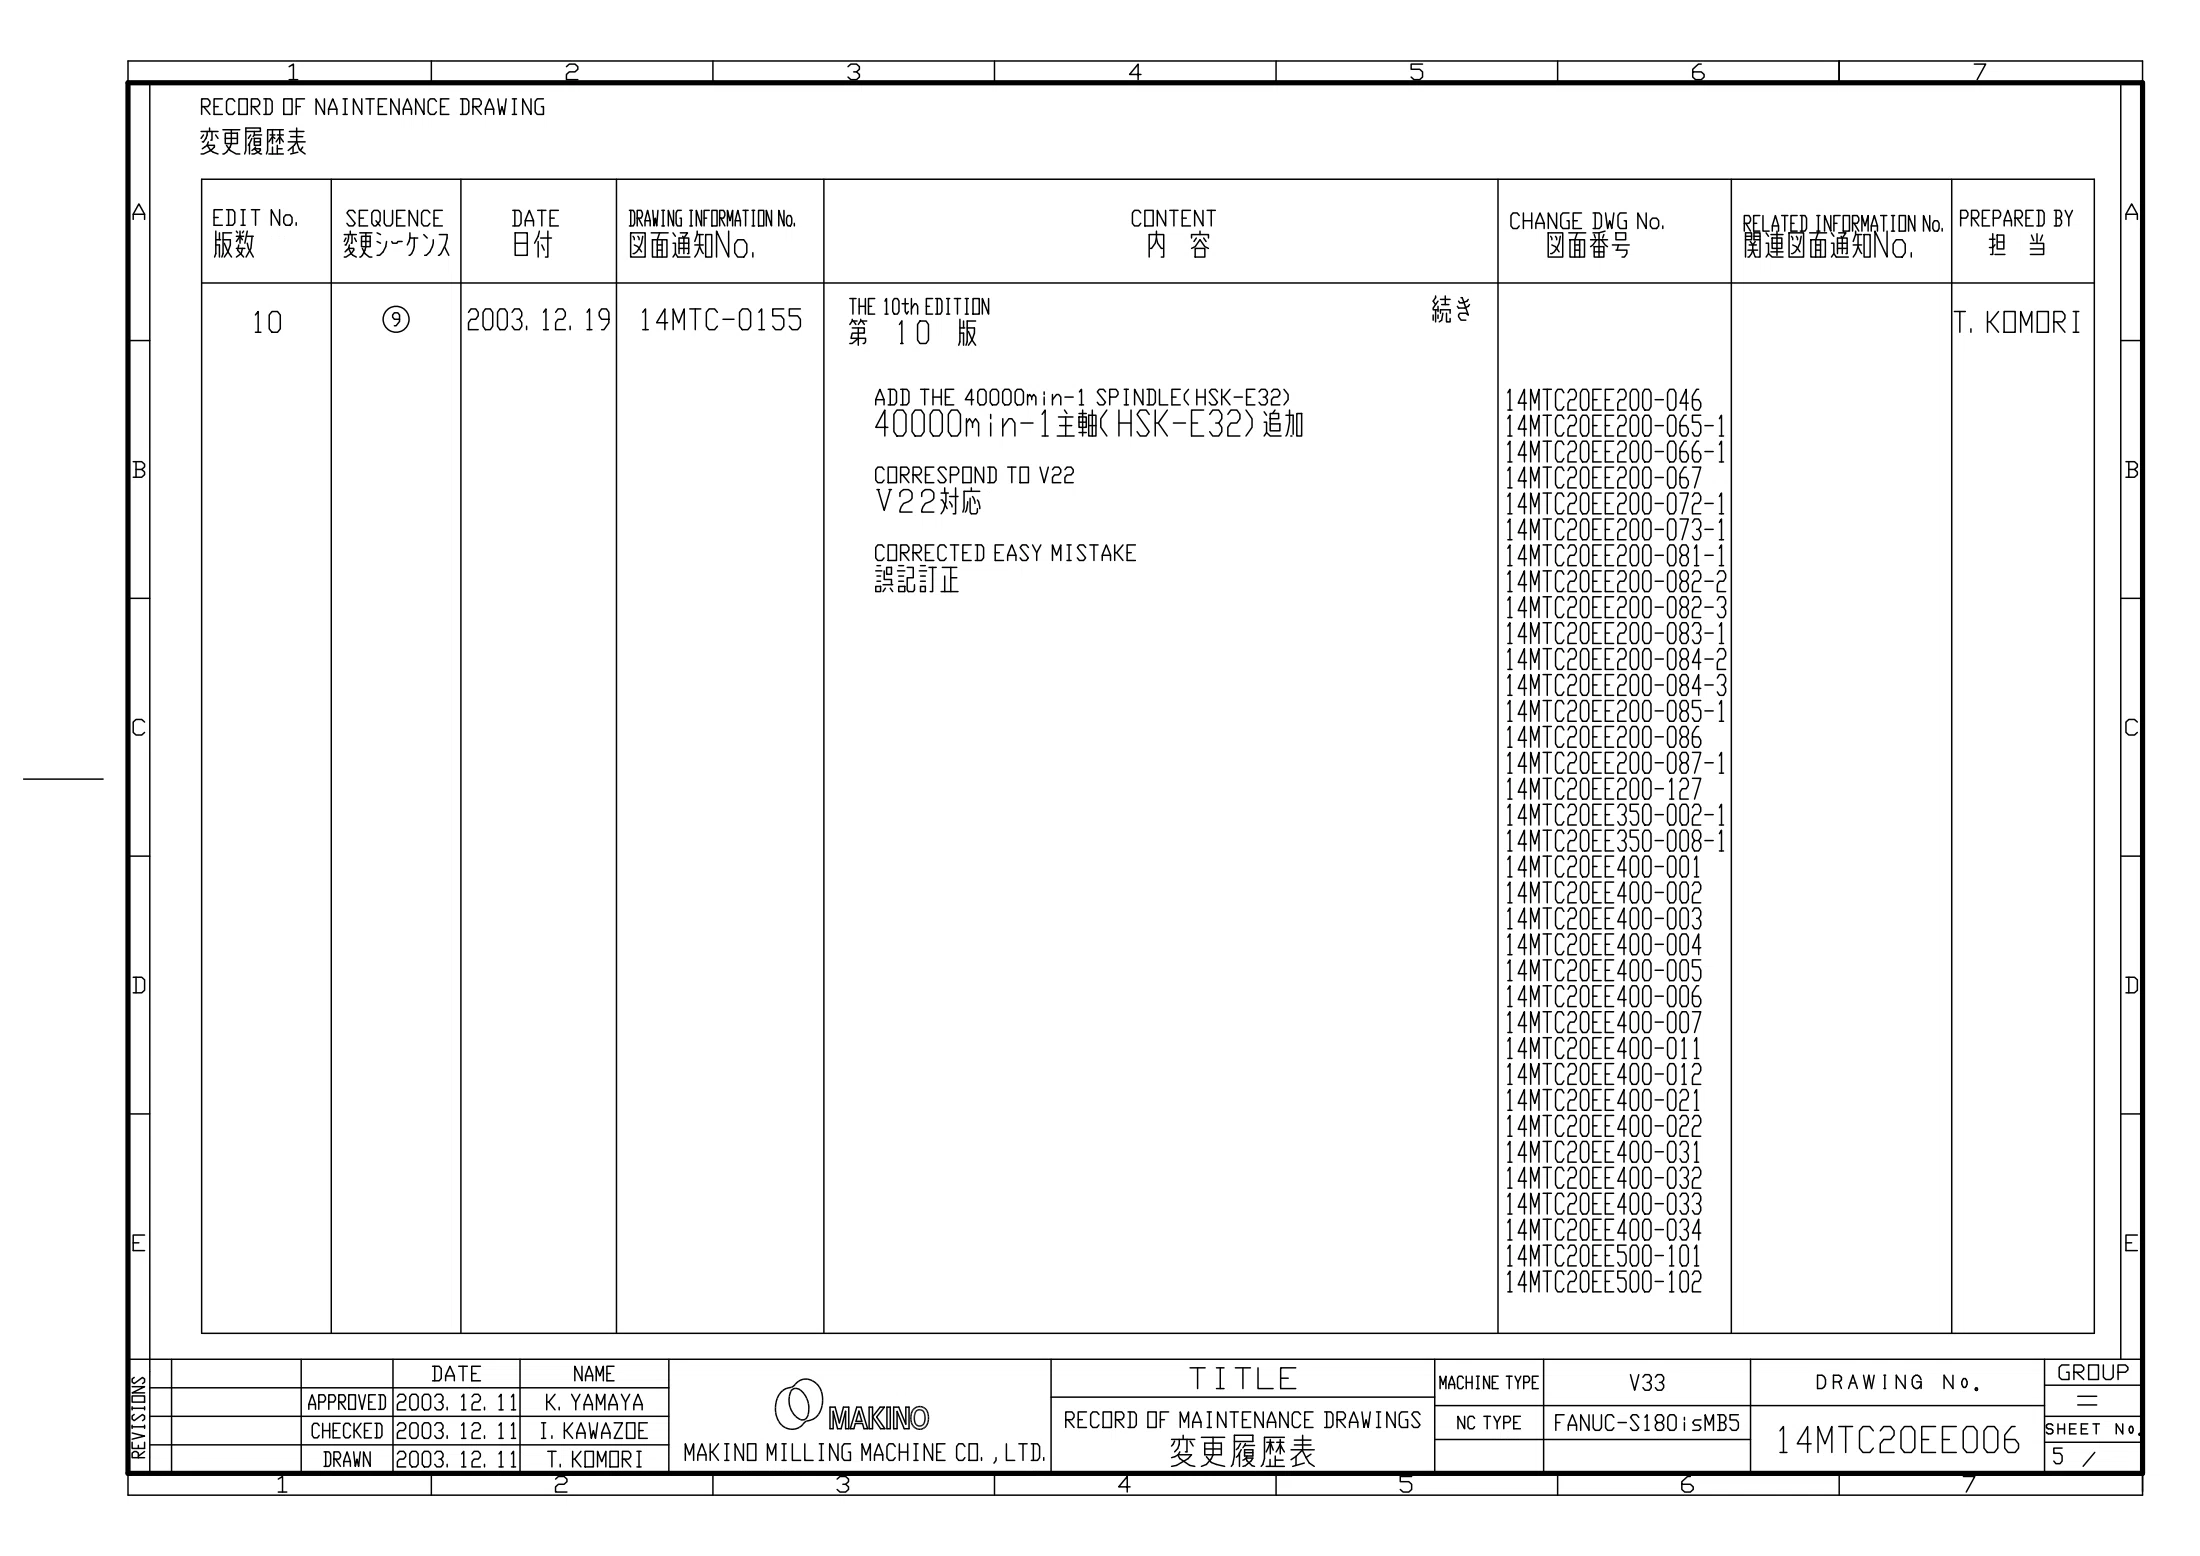 1 2 3 4 5 6 7
RECORD OF NAINTENANCE DRAWING
変更履歴表
A A
EDIT No. SEQUENCE DATE DRAWING INFORMATION No. CONTENT CHANGE DWG No. RELATED INFORMATION No. PREPARED BY
版数 変更シーケンス 日付 図面通知No. 内 容 図面番号 関連図面通知No. 担 当
10 ⑨ 2003.12.19 14MTC-0155 THE 10th EDITION 続き T. KOMORI
第 10 版
ADD THE 40000min-1 SPINDLE(HSK-E32)
40000min-1主軸(HSK-E32)追加
CORRESPOND TO V22
V22対応
CORRECTED EASY MISTAKE
誤記訂正
14MTC20EE200-046
14MTC20EE200-065-1
14MTC20EE200-066-1
14MTC20EE200-067
14MTC20EE200-072-1
14MTC20EE200-073-1
14MTC20EE200-081-1
14MTC20EE200-082-2
14MTC20EE200-082-3
14MTC20EE200-083-1
14MTC20EE200-084-2
14MTC20EE200-084-3
14MTC20EE200-085-1
14MTC20EE200-086
14MTC20EE200-087-1
14MTC20EE200-127
14MTC20EE350-002-1
14MTC20EE350-008-1
14MTC20EE400-001
14MTC20EE400-002
14MTC20EE400-003
14MTC20EE400-004
14MTC20EE400-005
14MTC20EE400-006
14MTC20EE400-007
14MTC20EE400-011
14MTC20EE400-012
14MTC20EE400-021
14MTC20EE400-022
14MTC20EE400-031
14MTC20EE400-032
14MTC20EE400-033
14MTC20EE400-034
14MTC20EE500-101
14MTC20EE500-102
B B
C C
D D
E E
REVISIONS
DATE NAME
APPROVED 2003.12.11 K. YAMAYA
CHECKED 2003.12.11 I. KAWAZOE
DRAWN 2003.12.11 T. KOMORI
MAKINO
MAKINO MILLING MACHINE CO.,LTD.
TITLE
RECORD OF MAINTENANCE DRAWINGS
変更履歴表
MACHINE TYPE V33
NC TYPE FANUC-S180isMB5
DRAWING No.
14MTC20EE006
GROUP
=
SHEET No.
5 /
1 2 3 4 5 6 7